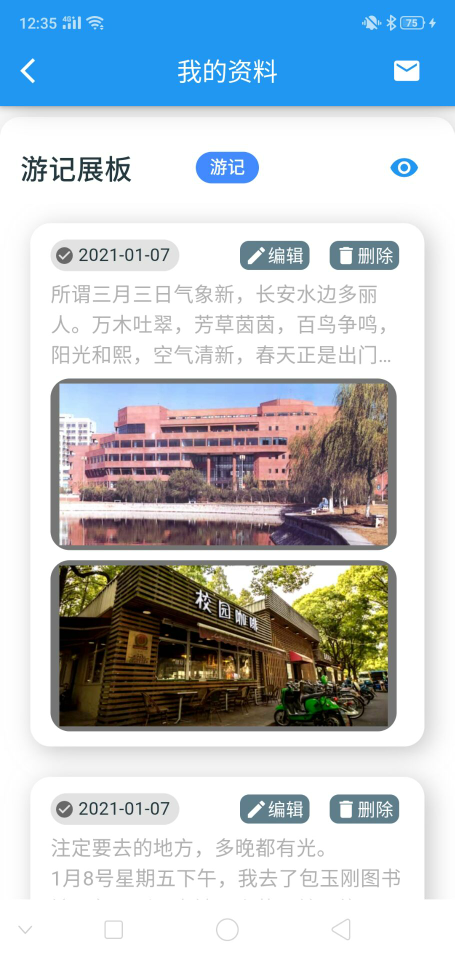 12:35 4G 75
我的资料
游记展板 游记
2021-01-07 编辑 删除
所谓三月三日气象新，长安水边多丽
人。万木吐翠，芳草茵茵，百鸟争鸣，
阳光和熙，空气清新，春天正是出门...
校园咖啡
2021-01-07 编辑 删除
注定要去的地方，多晚都有光。
1月8号星期五下午，我去了包玉刚图书